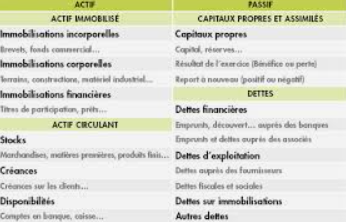 ACTIF
ACTIF IMMOBILISÉ
Immobilisations incorporelles
Brevets, fonds commercial...
Immobilisations corporelles
Terrains, constructions, matériel industriel...
Immobilisations financières
Titres de participation, prêts...
ACTIF CIRCULANT
Stocks
Marchandises, matières premières, produits finis...
Créances
Créances sur les clients...
Disponibilités
Comptes en banque, caisse...
PASSIF
CAPITAUX PROPRES ET ASSIMILÉS
Capitaux propres
Capital, réserves...
Résultat de l'exercice (Bénéfice ou perte)
Report à nouveau (positif ou négatif)
DETTES
Dettes financières
Emprunts, découvert... auprès des banques
Emprunts et dettes auprès des associés
Dettes d'exploitation
Dettes auprès des fournisseurs
Dettes fiscales et sociales
Dettes sur immobilisations
Autres dettes